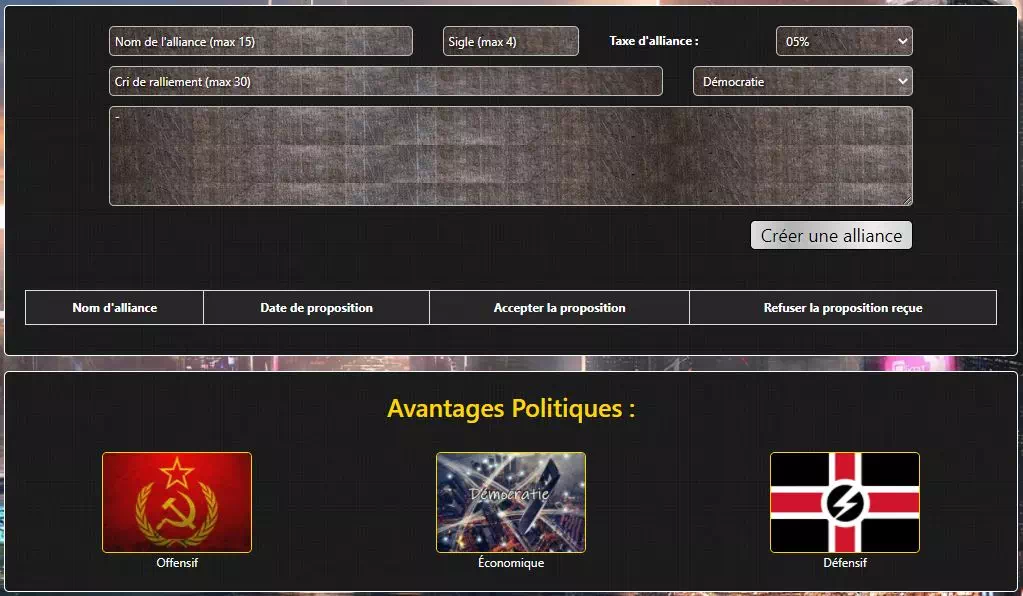 Nom de l'alliance (max 15) Sigle (max 4) Taxe d'alliance : 05%
Cri de ralliement (max 30) Démocratie
-
Créer une alliance
Nom d'alliance Date de proposition Accepter la proposition Refuser la proposition reçue
Avantages Politiques :
Démocratie
Offensif Économique Défensif